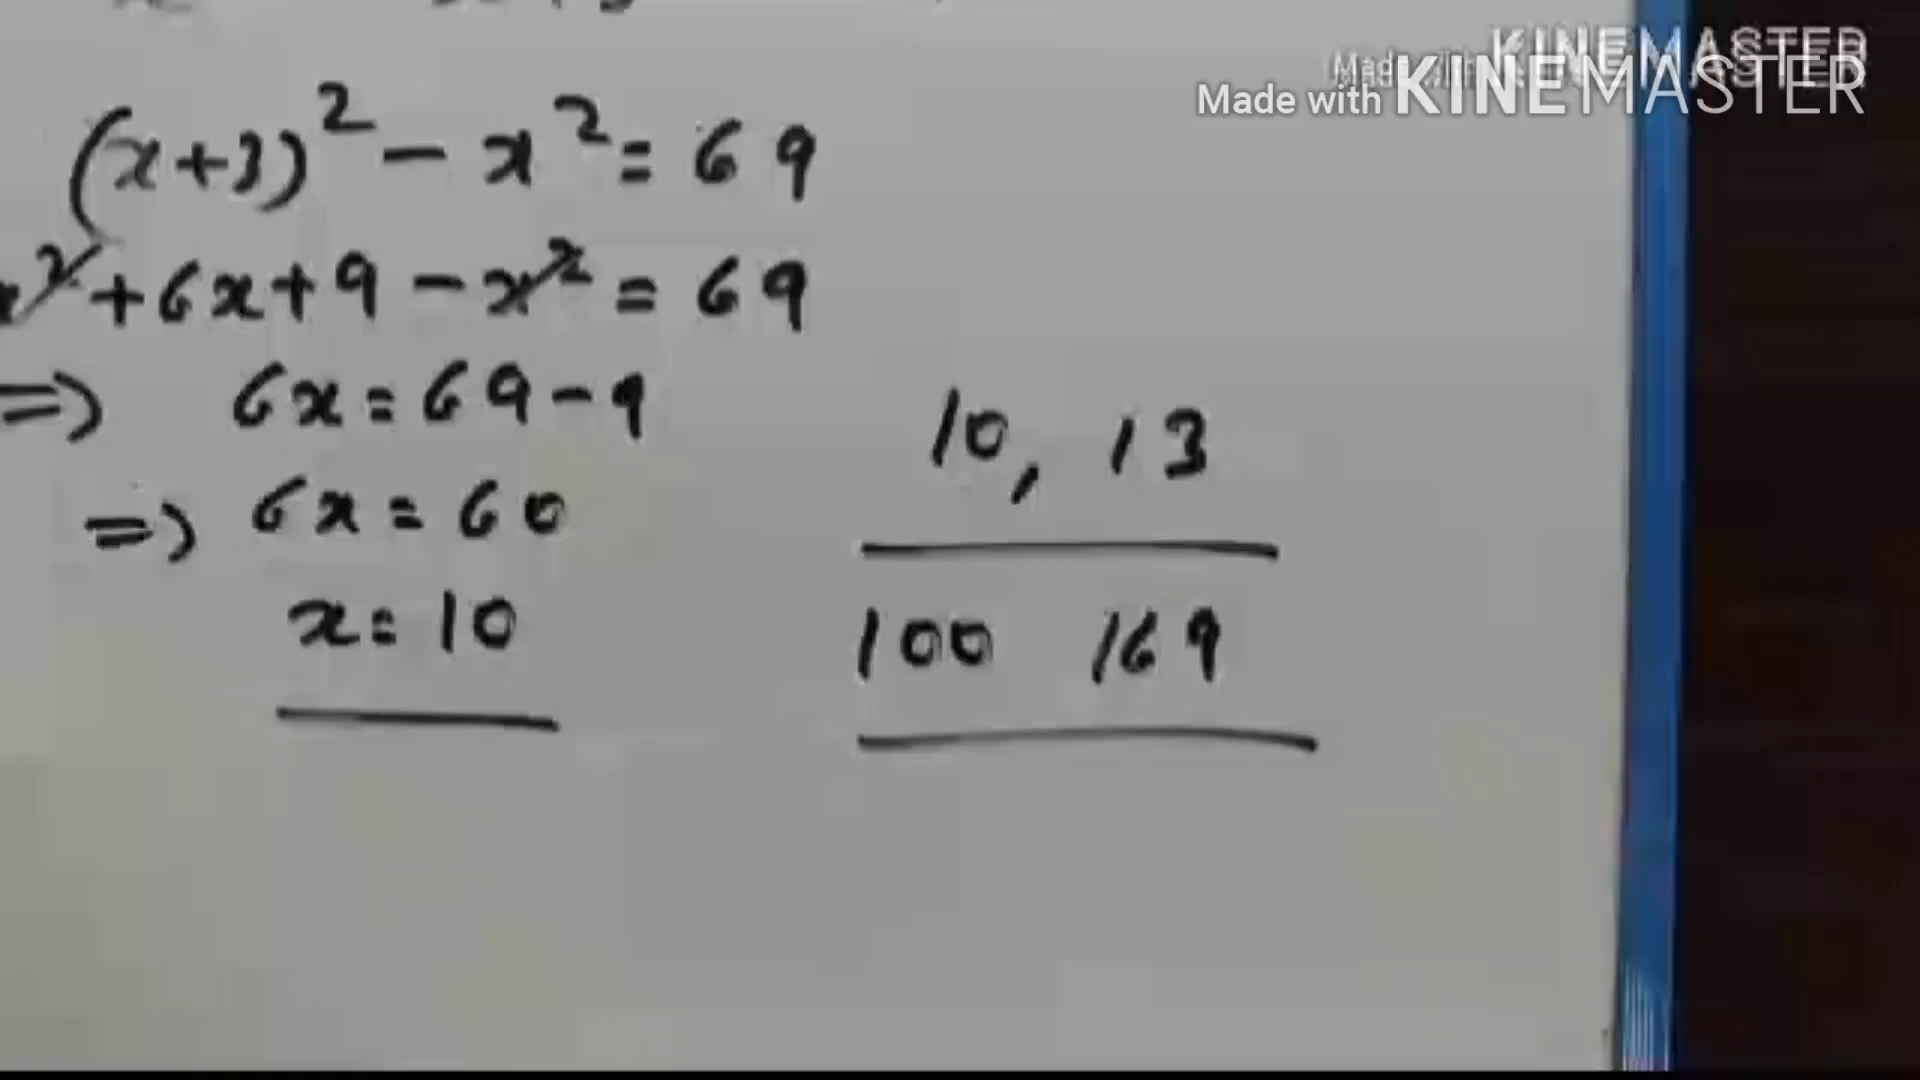 Made with KINEMASTER
(x+3)² - x² = 69
x² + 6x + 9 - x² = 69
=> 6x = 69 - 9
=> 6x = 60
x = 10
10, 13
100 169